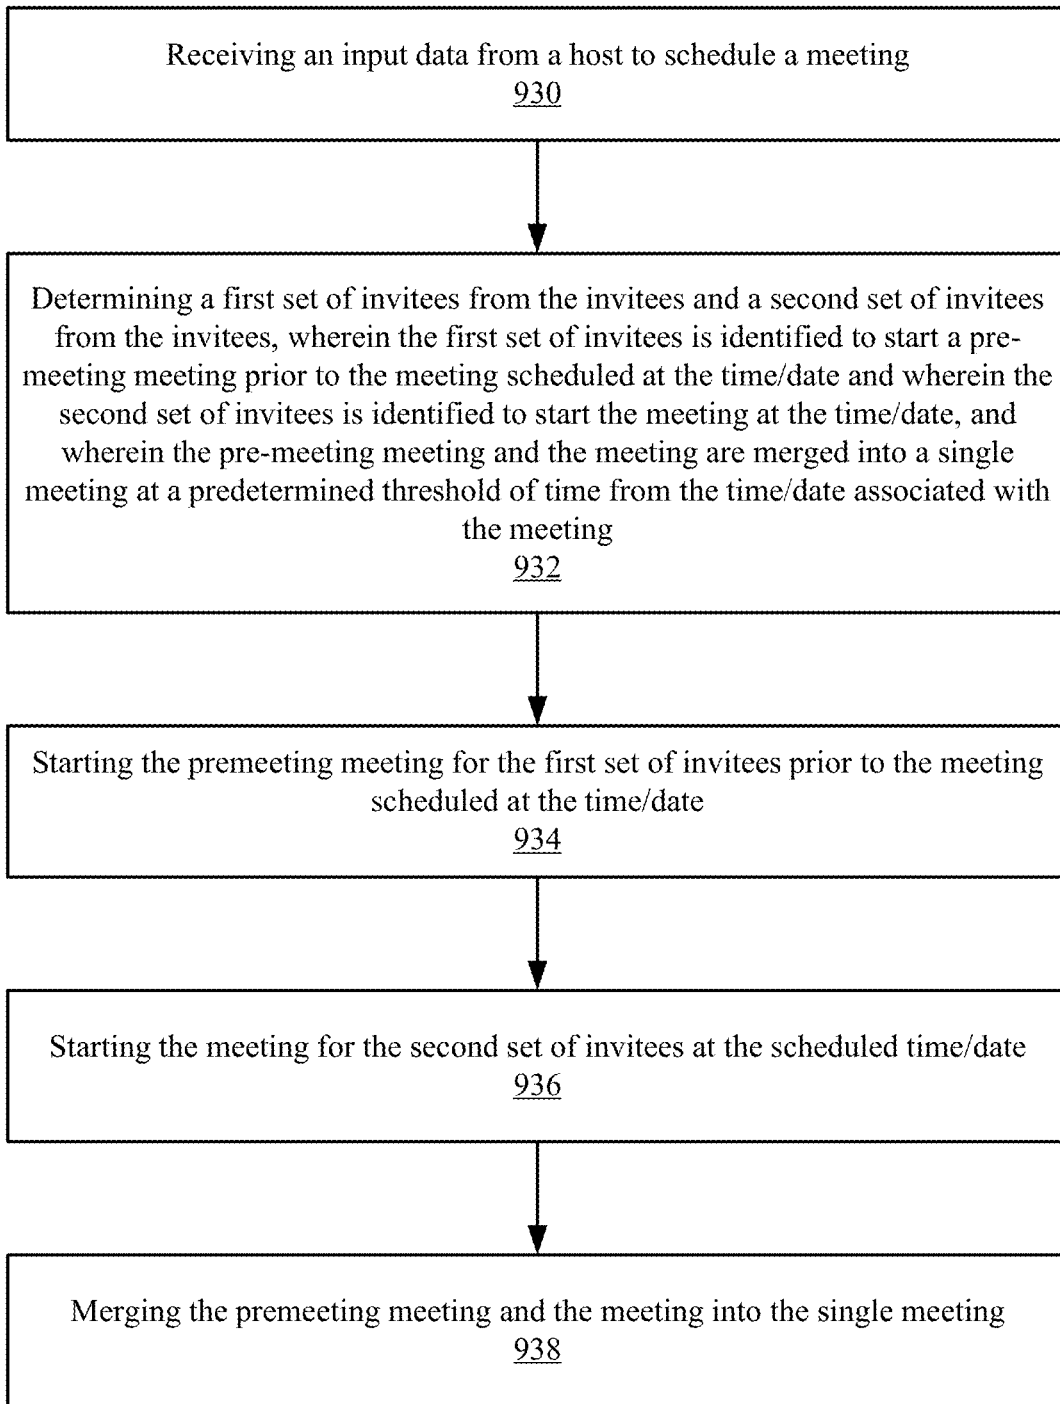 Receiving an input data from a host to schedule a meeting
930
Determining a first set of invitees from the invitees and a second set of invitees
from the invitees, wherein the first set of invitees is identified to start a pre-
meeting meeting prior to the meeting scheduled at the time/date and wherein the
second set of invitees is identified to start the meeting at the time/date, and
wherein the pre-meeting meeting and the meeting are merged into a single
meeting at a predetermined threshold of time from the time/date associated with
the meeting
932
Starting the premeeting meeting for the first set of invitees prior to the meeting
scheduled at the time/date
934
Starting the meeting for the second set of invitees at the scheduled time/date
936
Merging the premeeting meeting and the meeting into the single meeting
938